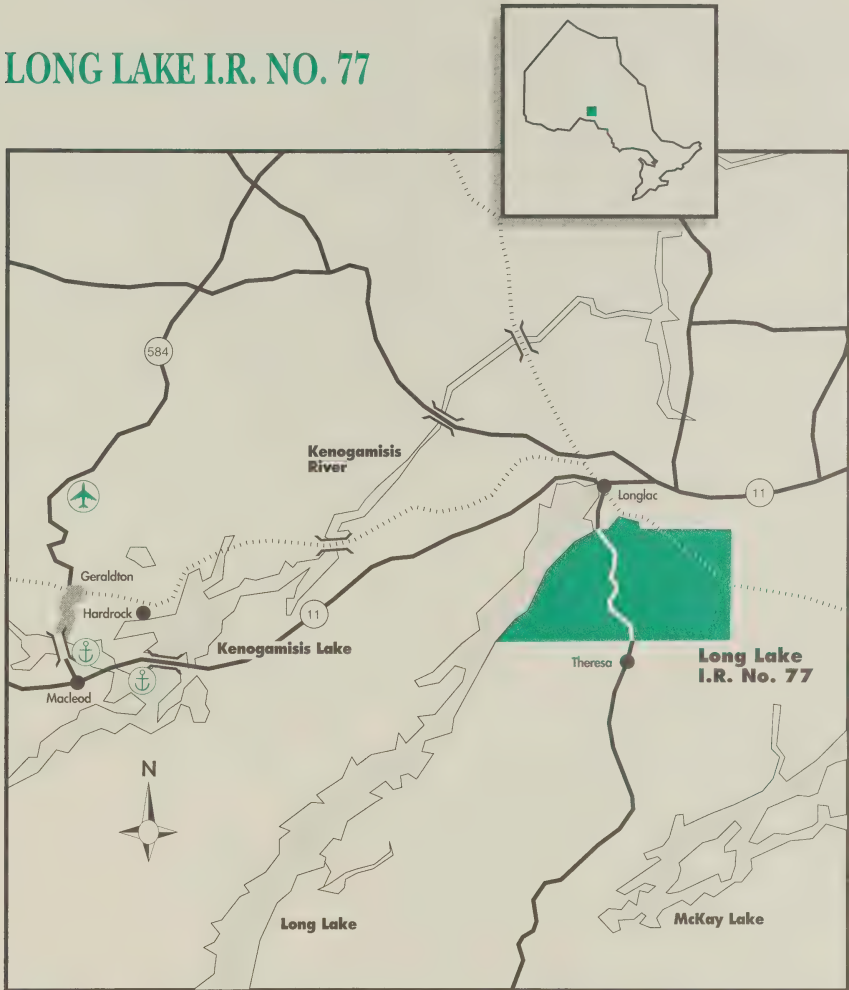 LONG LAKE I.R. NO. 77
584
Kenogamisis
River
Longlac
11
Geraldton
Hardrock
11
Kenogamisis Lake
Theresa
Long Lake
I.R. No. 77
Macleod
N
Long Lake
McKay Lake